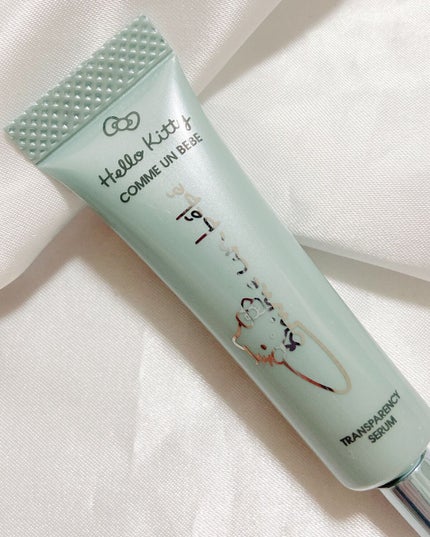 Hello Kitty
COMME UN BEBE
TRANSPARENCY
SERUM